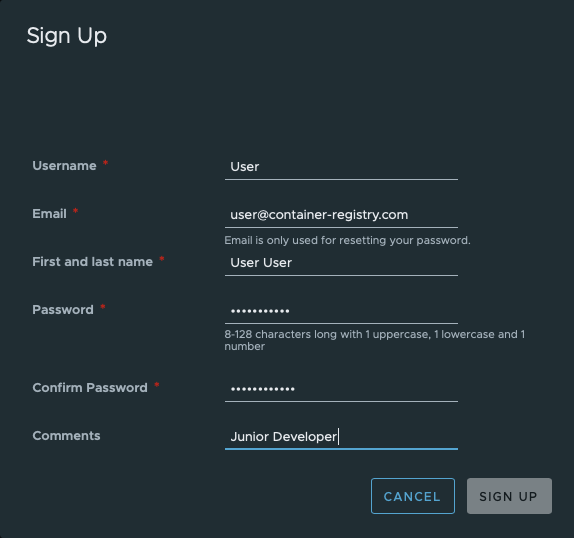 Sign Up
Username * User
Email * user@container-registry.com
Email is only used for resetting your password.
First and last name * User User
Password * •••••••••••
8-128 characters long with 1 uppercase, 1 lowercase and 1
number
Confirm Password * ••••••••••••
Comments Junior Developer
CANCEL SIGN UP